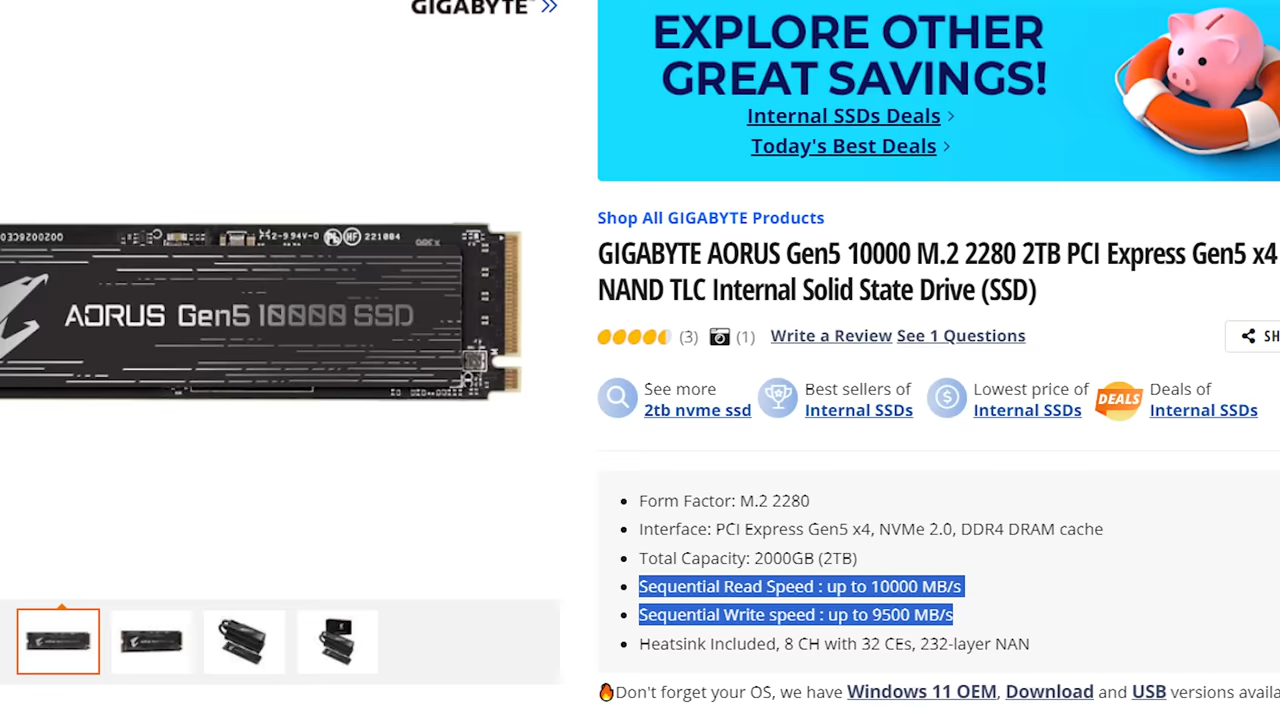 GIGABYTE
EXPLORE OTHER
GREAT SAVINGS!
Internal SSDs Deals
Today's Best Deals
Shop All GIGABYTE Products
GIGABYTE AORUS Gen5 10000 M.2 2280 2TB PCI Express Gen5 x4
NAND TLC Internal Solid State Drive (SSD)
(3) (1) Write a Review See 1 Questions
SH
See more
2tb nvme ssd
Best sellers of
Internal SSDs
Lowest price of
Internal SSDs
DEALS
Deals of
Internal SSDs
• Form Factor: M.2 2280
• Interface: PCI Express Gen5 x4, NVMe 2.0, DDR4 DRAM cache
• Total Capacity: 2000GB (2TB)
• Sequential Read Speed : up to 10000 MB/s
• Sequential Write speed : up to 9500 MB/s
• Heatsink Included, 8 CH with 32 CEs, 232-layer NAN
Don't forget your OS, we have Windows 11 OEM, Download and USB versions availa
94V-0
221084
AORUS Gen5 10000 SSD